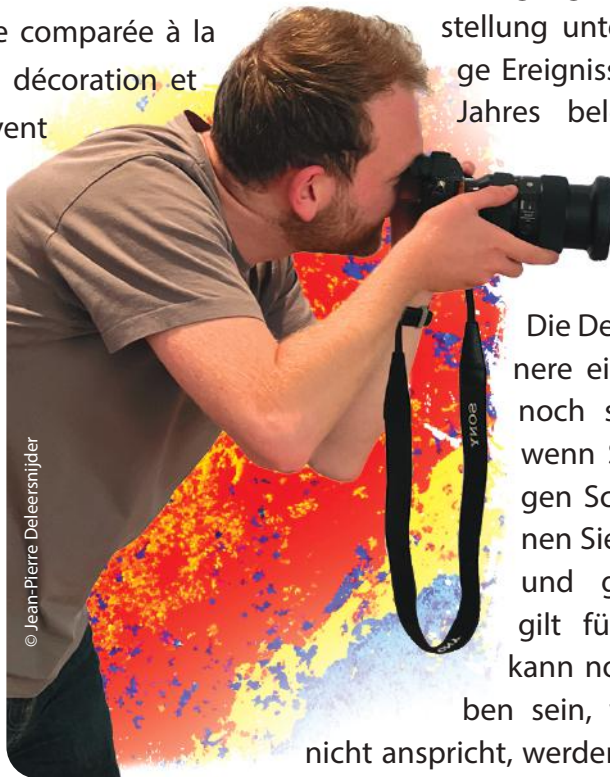 e comparée à la
décoration et
vent
stellung unte
ge Ereigniss
Jahres bel
Die De
nere ei
noch s
wenn S
gen Sc
nen Sie
und g
gilt fü
kann no
ben sein,
nicht anspricht, werden
© Jean-Pierre Deleersnijder
SONY